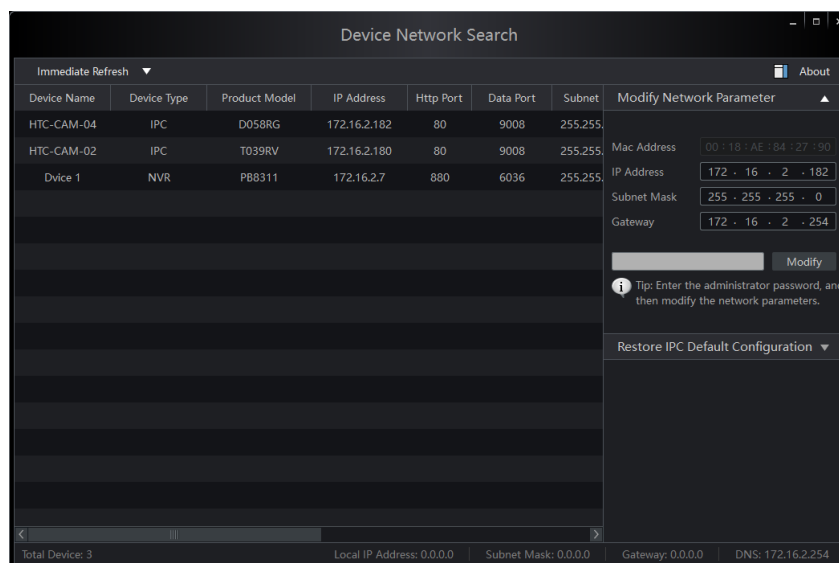 Device Network Search
Immediate Refresh
About
Device Name Device Type Product Model IP Address Http Port Data Port Subnet
HTC-CAM-04 IPC D058RG 172.16.2.182 80 9008 255.255.
HTC-CAM-02 IPC T039RV 172.16.2.180 80 9008 255.255.
Dvice 1 NVR PB8311 172.16.2.7 880 6036 255.255.
Modify Network Parameter
Mac Address 00 : 18 : AE : 84 : 27 : 90
IP Address 172 . 16 . 2 . 182
Subnet Mask 255 . 255 . 255 . 0
Gateway 172 . 16 . 2 . 254
Modify
Tip: Enter the administrator password, and
then modify the network parameters.
Restore IPC Default Configuration
Total Device: 3 Local IP Address: 0.0.0.0 Subnet Mask: 0.0.0.0 Gateway: 0.0.0.0 DNS: 172.16.2.254